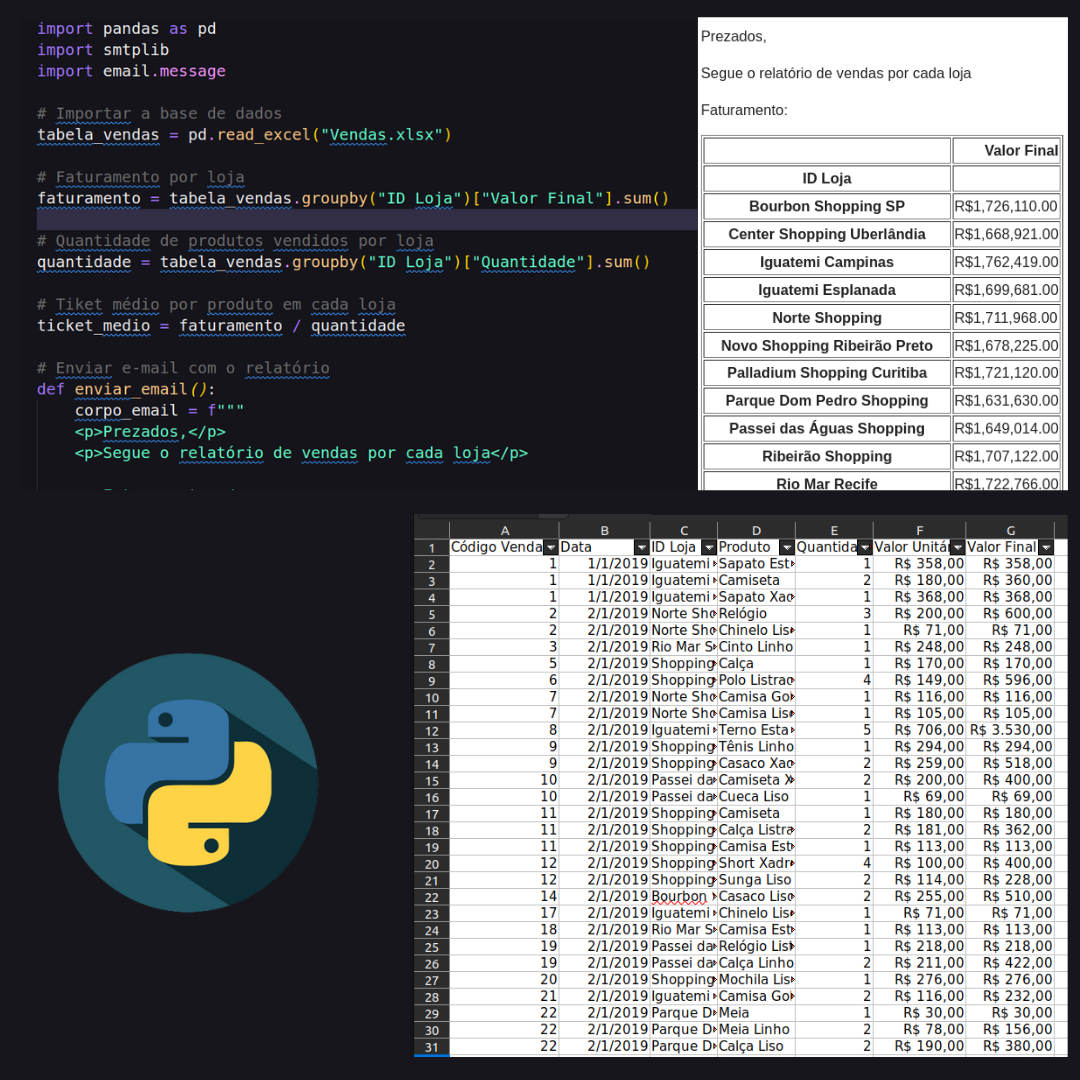 import pandas as pd
import smtplib
import email.message
# Importar a base de dados
tabela_vendas = pd.read_excel("Vendas.xlsx")
# Faturamento por loja
faturamento = tabela_vendas.groupby("ID Loja")["Valor Final"].sum()
# Quantidade de produtos vendidos por loja
quantidade = tabela_vendas.groupby("ID Loja")["Quantidade"].sum()
# Tiket médio por produto em cada loja
ticket_medio = faturamento / quantidade
# Enviar e-mail com o relatório
def enviar_email():
corpo_email = f"""
<p>Prezados,</p>
<p>Segue o relatório de vendas por cada loja</p>
Prezados,
Segue o relatório de vendas por cada loja
Faturamento:
Valor Final
ID Loja
Bourbon Shopping SP R$1,726,110.00
Center Shopping Uberlândia R$1,668,921.00
Iguatemi Campinas R$1,762,419.00
Iguatemi Esplanada R$1,699,681.00
Norte Shopping R$1,711,968.00
Novo Shopping Ribeirão Preto R$1,678,225.00
Palladium Shopping Curitiba R$1,721,120.00
Parque Dom Pedro Shopping R$1,631,630.00
Passei das Águas Shopping R$1,649,014.00
Ribeirão Shopping R$1,707,122.00
Rio Mar Recife R$1,722,766.00
A B C D E F G
1 Código Venda Data ID Loja Produto Quantida Valor Unitár Valor Final
2 1 1/1/2019 Iguatemi Sapato Est R$ 1 R$ 358,00 R$ 358,00
3 1 1/1/2019 Iguatemi Camiseta 2 R$ 180,00 R$ 360,00
4 1 1/1/2019 Iguatemi Sapato Xad 1 R$ 368,00 R$ 368,00
5 2 2/1/2019 Norte Sho Relógio 3 R$ 200,00 R$ 600,00
6 2 2/1/2019 Norte Sho Chinelo Lis 1 R$ 71,00 R$ 71,00
7 3 2/1/2019 Rio Mar S Cinto Linho 1 R$ 248,00 R$ 248,00
8 5 2/1/2019 Shopping Calça 1 R$ 170,00 R$ 170,00
9 6 2/1/2019 Shopping Polo Listrad 4 R$ 149,00 R$ 596,00
10 7 2/1/2019 Norte Sho Camisa Gol 1 R$ 116,00 R$ 116,00
11 7 2/1/2019 Norte Sho Camisa Lis 1 R$ 105,00 R$ 105,00
12 8 2/1/2019 Iguatemi Terno Esta 5 R$ 706,00 R$ 3.530,00
13 9 2/1/2019 Shopping Tênis Linho 1 R$ 294,00 R$ 294,00
14 9 2/1/2019 Shopping Casaco Xad 2 R$ 259,00 R$ 518,00
15 10 2/1/2019 Passei da Camiseta X 2 R$ 200,00 R$ 400,00
16 10 2/1/2019 Passei da Cueca Liso 1 R$ 69,00 R$ 69,00
17 11 2/1/2019 Shopping Camiseta 1 R$ 180,00 R$ 180,00
18 11 2/1/2019 Shopping Calça Listra 2 R$ 181,00 R$ 362,00
19 11 2/1/2019 Shopping Camisa Est 1 R$ 113,00 R$ 113,00
20 12 2/1/2019 Shopping Short Xadr 4 R$ 100,00 R$ 400,00
21 12 2/1/2019 Shopping Sunga Liso 2 R$ 114,00 R$ 228,00
22 14 2/1/2019 Bourbon Casaco Liso 2 R$ 255,00 R$ 510,00
23 17 2/1/2019 Iguatemi Chinelo Lis 1 R$ 71,00 R$ 71,00
24 18 2/1/2019 Rio Mar S Camisa Est 1 R$ 113,00 R$ 113,00
25 19 2/1/2019 Passei da Relógio List 1 R$ 218,00 R$ 218,00
26 19 2/1/2019 Passei da Calça Linho 2 R$ 211,00 R$ 422,00
27 20 2/1/2019 Shopping Mochila Lis 1 R$ 276,00 R$ 276,00
28 21 2/1/2019 Iguatemi Camisa Gol 2 R$ 116,00 R$ 232,00
29 22 2/1/2019 Parque D Meia 1 R$ 30,00 R$ 30,00
30 22 2/1/2019 Parque D Meia Linho 2 R$ 78,00 R$ 156,00
31 22 2/1/2019 Parque D Calça Liso 2 R$ 190,00 R$ 380,00